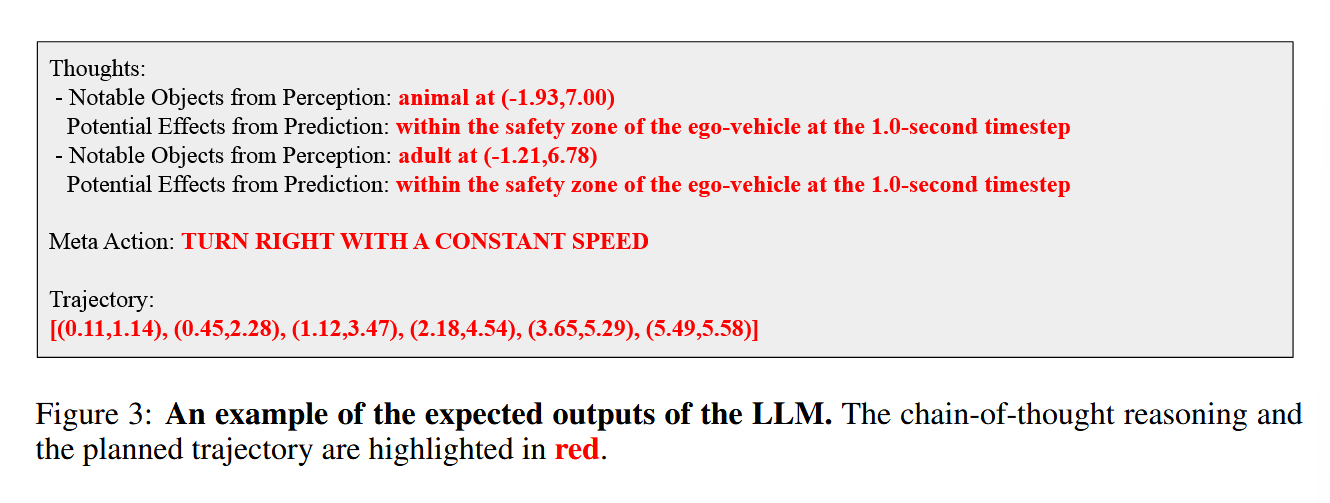 Thoughts:
- Notable Objects from Perception: animal at (-1.93,7.00)
Potential Effects from Prediction: within the safety zone of the ego-vehicle at the 1.0-second timestep
- Notable Objects from Perception: adult at (-1.21,6.78)
Potential Effects from Prediction: within the safety zone of the ego-vehicle at the 1.0-second timestep
Meta Action: TURN RIGHT WITH A CONSTANT SPEED
Trajectory:
[(0.11,1.14), (0.45,2.28), (1.12,3.47), (2.18,4.54), (3.65,5.29), (5.49,5.58)]
Figure 3: An example of the expected outputs of the LLM. The chain-of-thought reasoning and
the planned trajectory are highlighted in red.